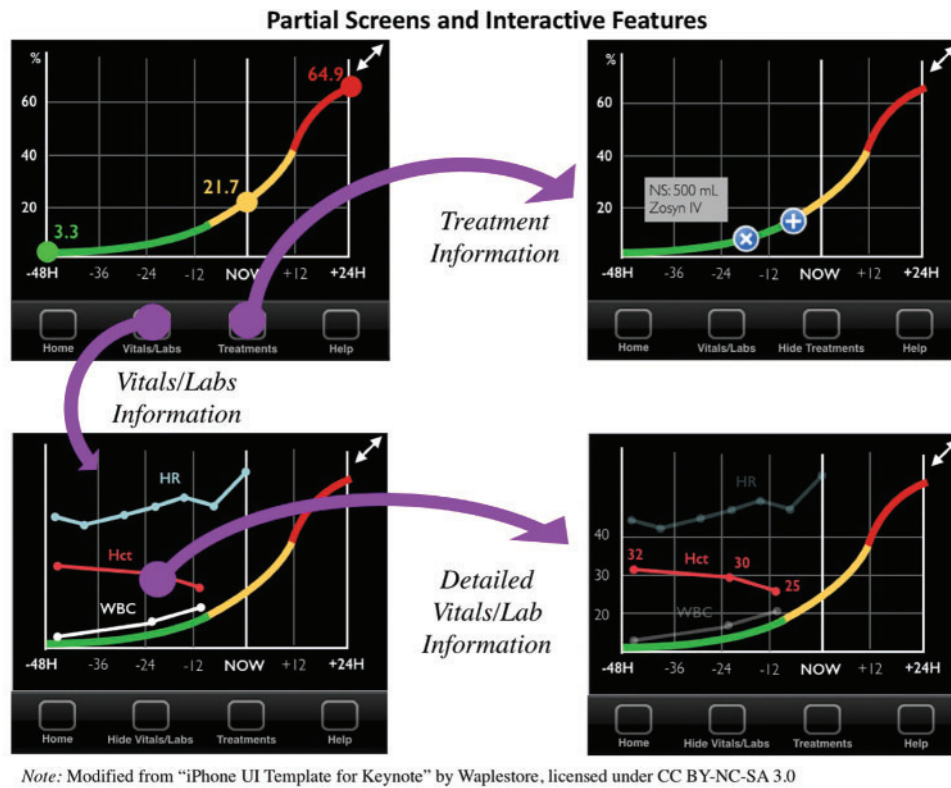 Partial Screens and Interactive Features
%
60
40
20
64.9
21.7
3.3
-48H -36 -24 -12 NOW +12 +24H
Home Vitals/Labs Treatments Help
Treatment
Information
%
60
40
20
NS: 500 mL
Zosyn IV
-48H -36 -24 -12 NOW +12 +24H
Home Vitals/Labs Hide Treatments Help
Vitals/Labs
Information
HR
Hct
WBC
-48H -36 -24 -12 NOW +12 +24H
Home Hide Vitals/Labs Treatments Help
Detailed
Vitals/Lab
Information
40
30
20
HR
Hct
32 30 25
WBC
-48H -36 -24 -12 NOW +12 +24H
Home Hide Vitals/Labs Treatments Help
Note: Modified from “iPhone UI Template for Keynote” by Waplestore, licensed under CC BY-NC-SA 3.0